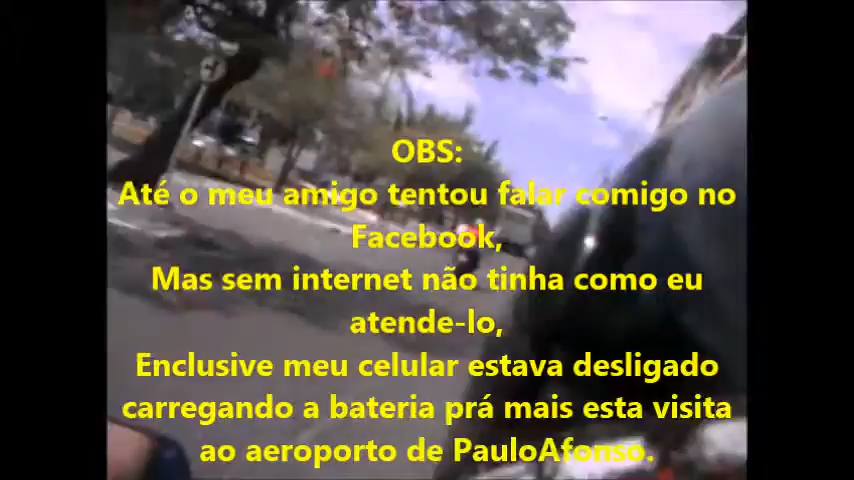 OBS:
Até o meu amigo tentou falar comigo no
Facebook,
Mas sem internet não tinha como eu
atende-lo,
Enclusive meu celular estava desligado
carregando a bateria prá mais esta visita
ao aeroporto de PauloAfonso.